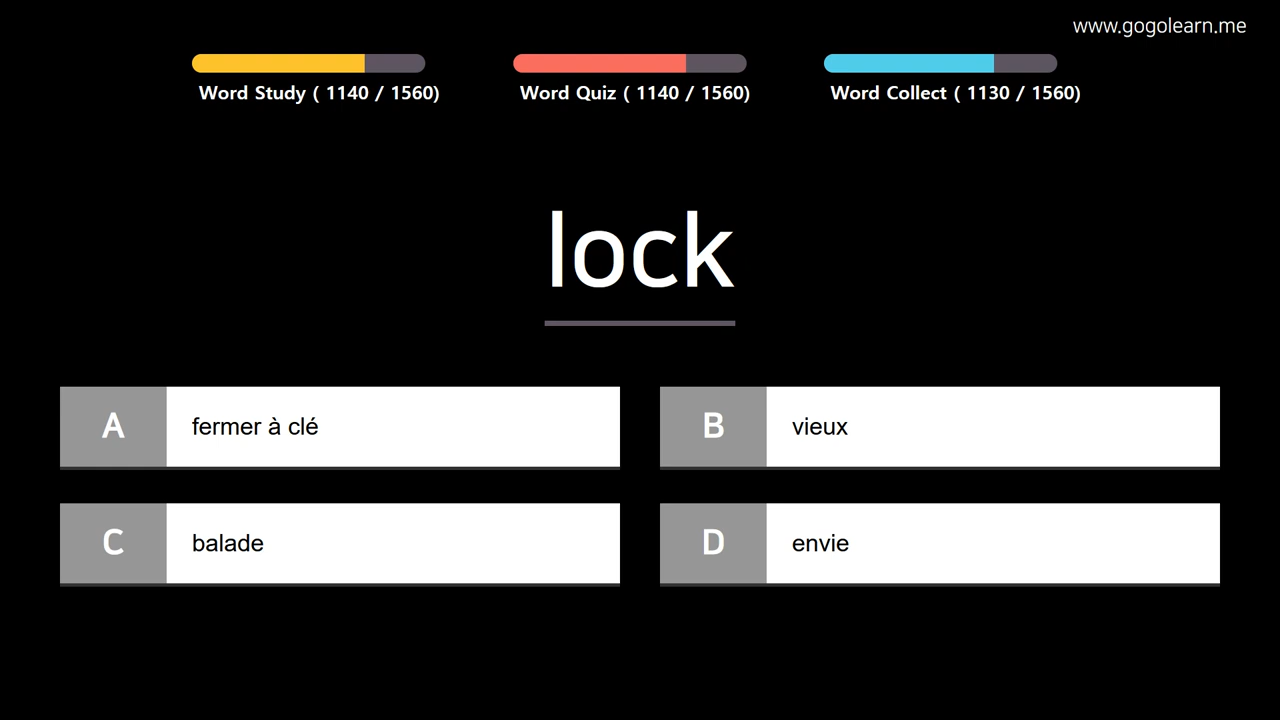 www.gogolearn.me
Word Study ( 1140 / 1560)
Word Quiz ( 1140 / 1560)
Word Collect ( 1130 / 1560)
lock
A fermer à clé
B vieux
C balade
D envie